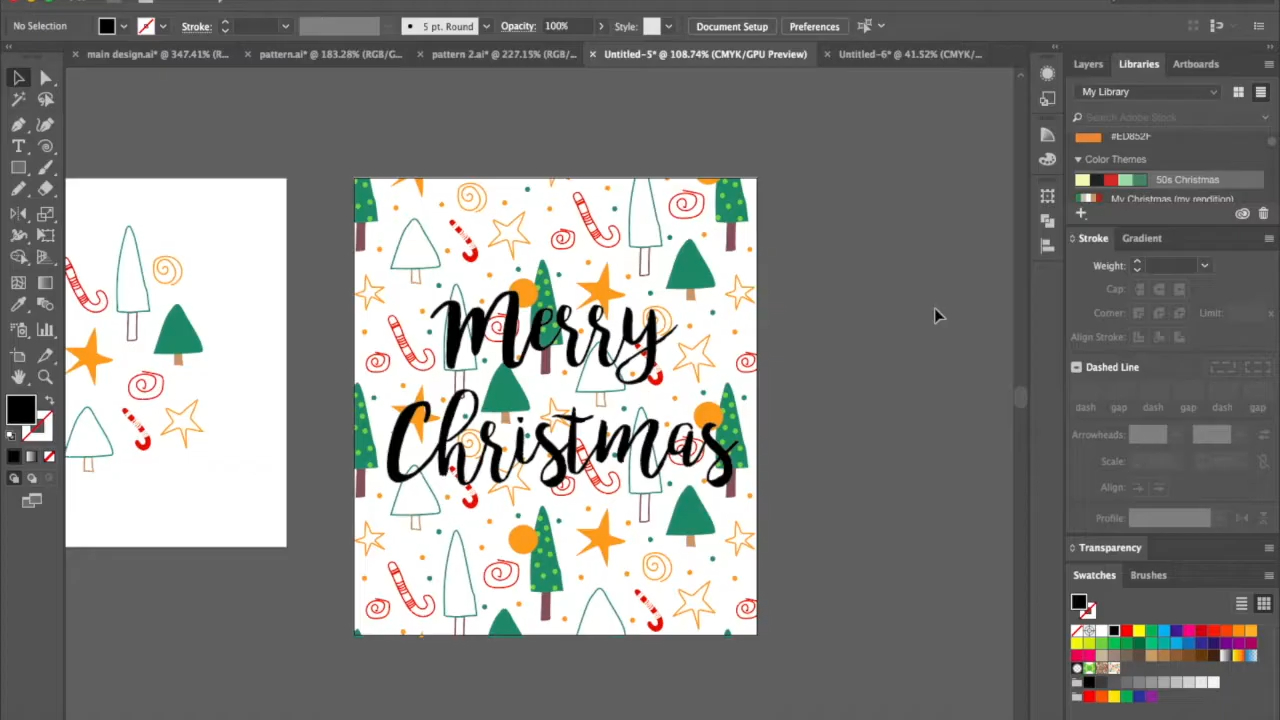 No Selection
Stroke:
5 pt. Round
Opacity:
100%
Style:
Document Setup
Preferences
main design.ai* @ 347.41% (R...
pattern.ai* @ 183.28% (RGB/G...
pattern 2.ai* @ 227.15% (RGB/...
Untitled-5* @ 108.74% (CMYK/GPU Preview)
Untitled-6* @ 41.52% (CMYK/...
Layers
Libraries
Artboards
My Library
Search Adobe Stock
#ED852F
Color Themes
50s Christmas
My Christmas (my rendition)
Stroke
Gradient
Weight:
Cap:
Corner:
Limit:
x
Align Stroke:
Dashed Line
dash
gap
dash
gap
dash
gap
Arrowheads:
Scale:
Align:
Profile:
Transparency
Swatches
Brushes
Merry
Christmas